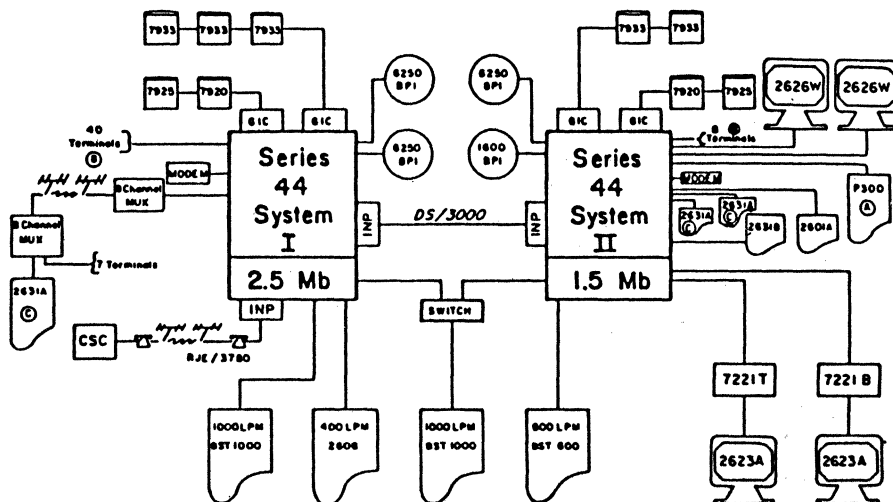 7933
7933
7933
7925
7920
GIC
GIC
6250
BPI
6250
BPI
40
Terminals
B
MODEM
8 Channel
MUX
8 Channel
MUX
7 Terminals
2631A
C
Series
44
System
I
2.5 Mb
INP
INP
DS/3000
CSC
RJE/3780
1000 LPM
BST 1000
400 LPM
2608
SWITCH
1000 LPM
BST 1000
7933
7933
7920
7925
GIC
GIC
6250
BPI
1600
BPI
INP
Series
44
System
II
1.5 Mb
8
Terminals
2626W
2626W
MODEM
2631A
C
2631A
C
2631B
2601A
P300
A
600 LPM
BST 600
7221T
7221B
2623A
2623A